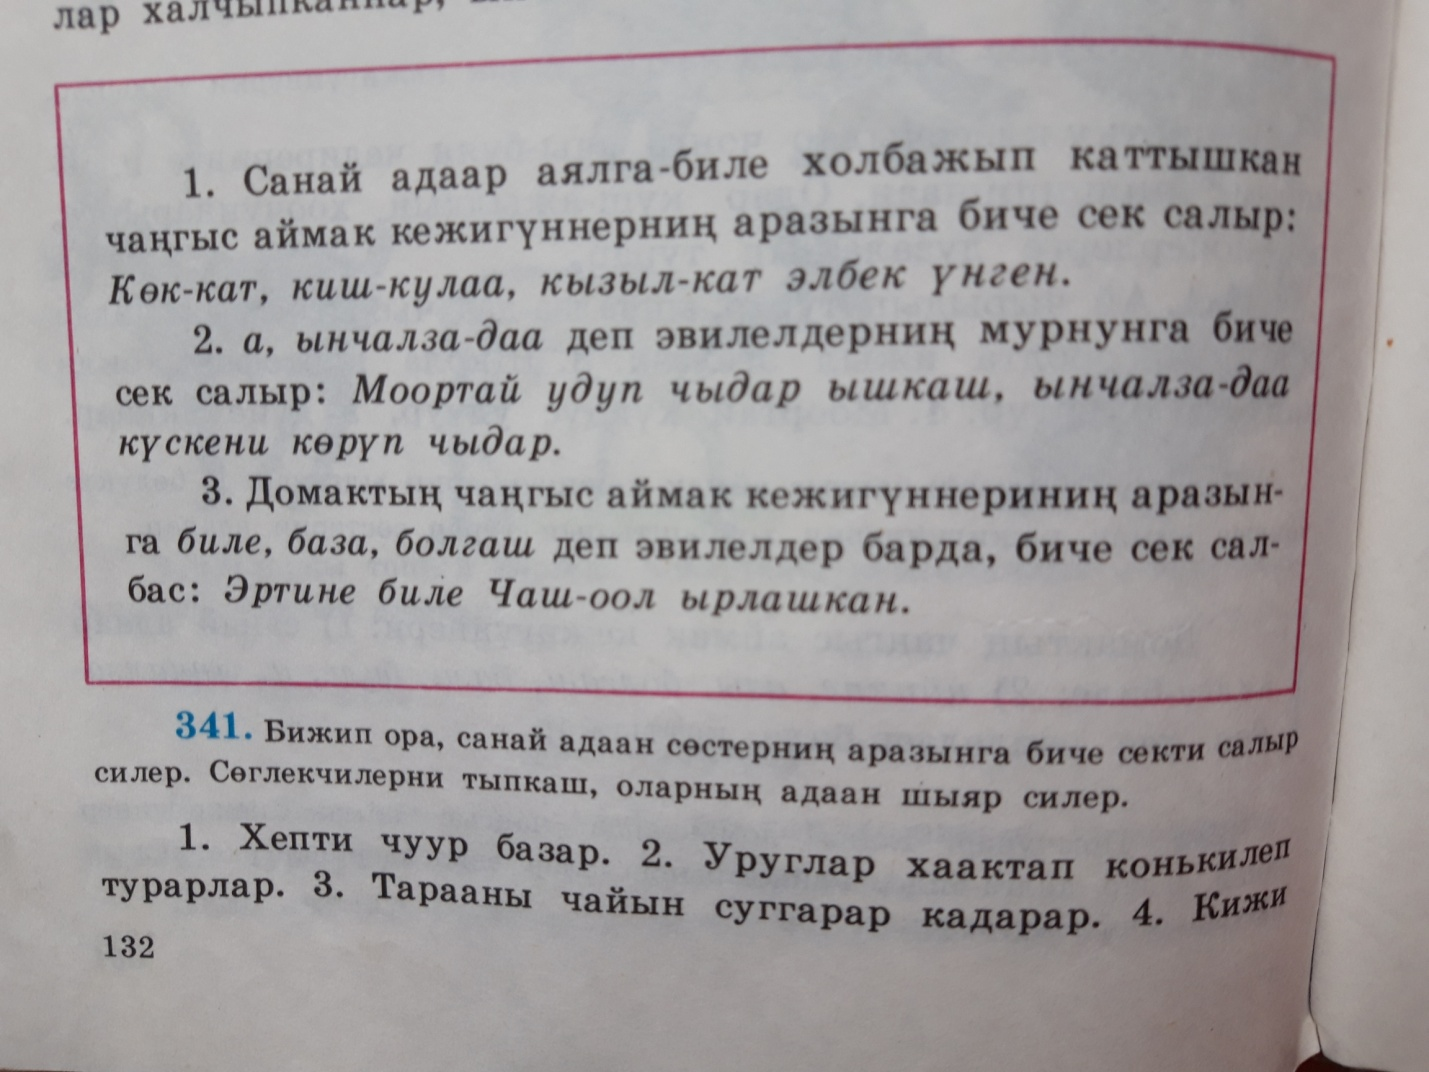 лар халчыпканнар,
1. Санай адаар аялга-биле холбажып каттышкан
чаңгыс аймак кежигүннерниң аразынга биче сек салыр:
Көк-кат, киш-кулаа, кызыл-кат элбек үнген.
2. а, ынчалза-даа деп эвилелдерниң мурнунга биче
сек салыр: Моортай удуп чыдар ышкаш, ынчалза-даа
күскени көрүп чыдар.
3. Домактың чаңгыс аймак кежигүннериниң аразын-
га биле, база, болгаш деп эвилелдер барда, биче сек сал-
бас: Эртине биле Чаш-оол ырлашкан.
341. Бижип ора, санай адаан сөстерниң аразынга биче секти салыр
силер. Сөглекчилерни тыпкаш, оларның адаан шыяр силер.
1. Хепти чуур базар. 2. Уруглар хаактап конькилеп
турарлар. 3. Тарааны чайын суггарар кадарар. 4. Кижи
132